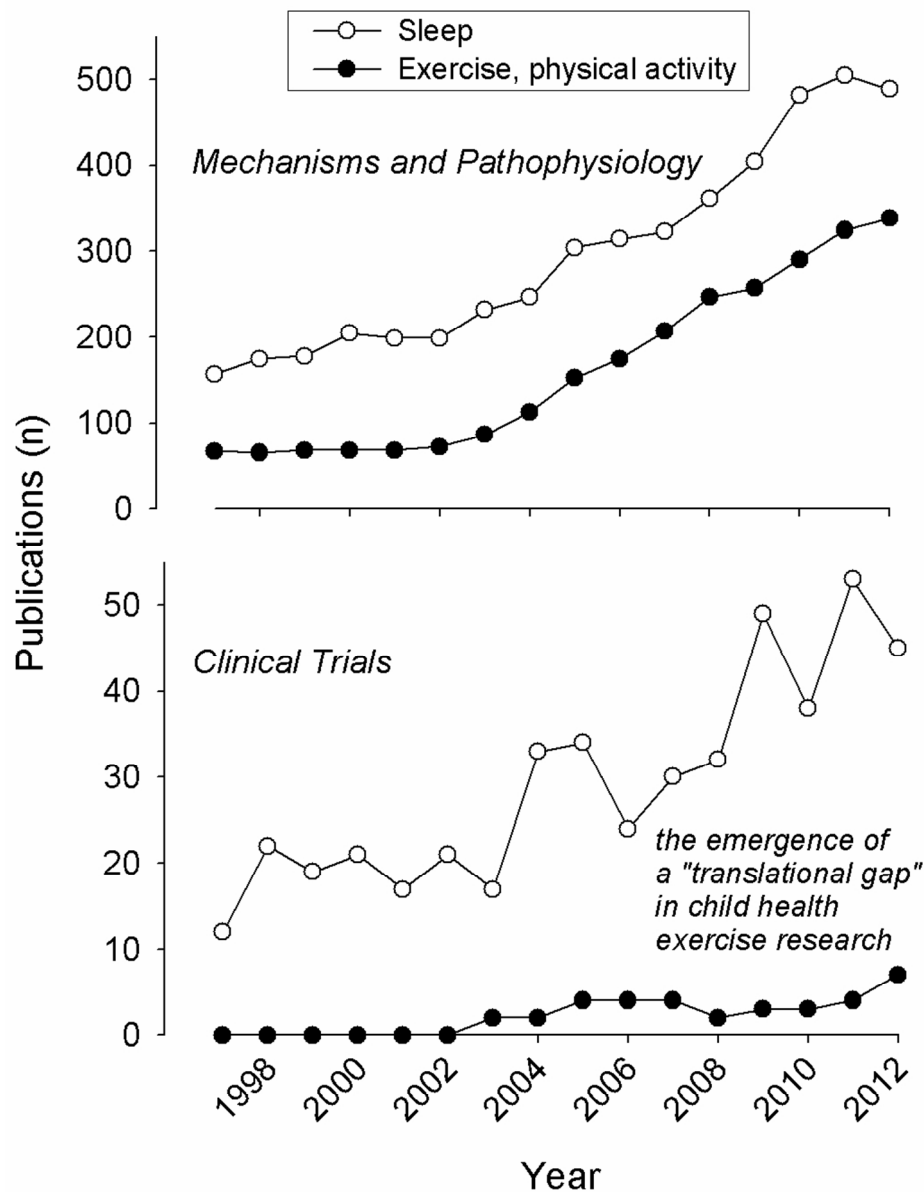 Sleep
Exercise, physical activity
500
400
300
200
100
0
Mechanisms and Pathophysiology
Publications (n)
50
40
30
20
10
0
Clinical Trials
the emergence of
a "translational gap"
in child health
exercise research
1998
2000
2002
2004
2006
2008
2010
2012
Year